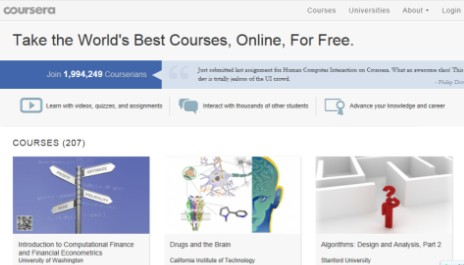 coursera
Courses Universities About Login
Take the World's Best Courses, Online, For Free.
Join 1,994,249 Courserians
Just submitted last assignment for Human Computer Interaction on Coursera. What an awesome class! This
dev is totally jealous of the UI crowd.
Learn with videos, quizzes, and assignments
Interact with thousands of other students
Advance your knowledge and career
COURSES (207)
Introduction to Computational Finance
and Financial Econometrics
University of Washington
Drugs and the Brain
California Institute of Technology
Algorithms: Design and Analysis, Part 2
Stanford University